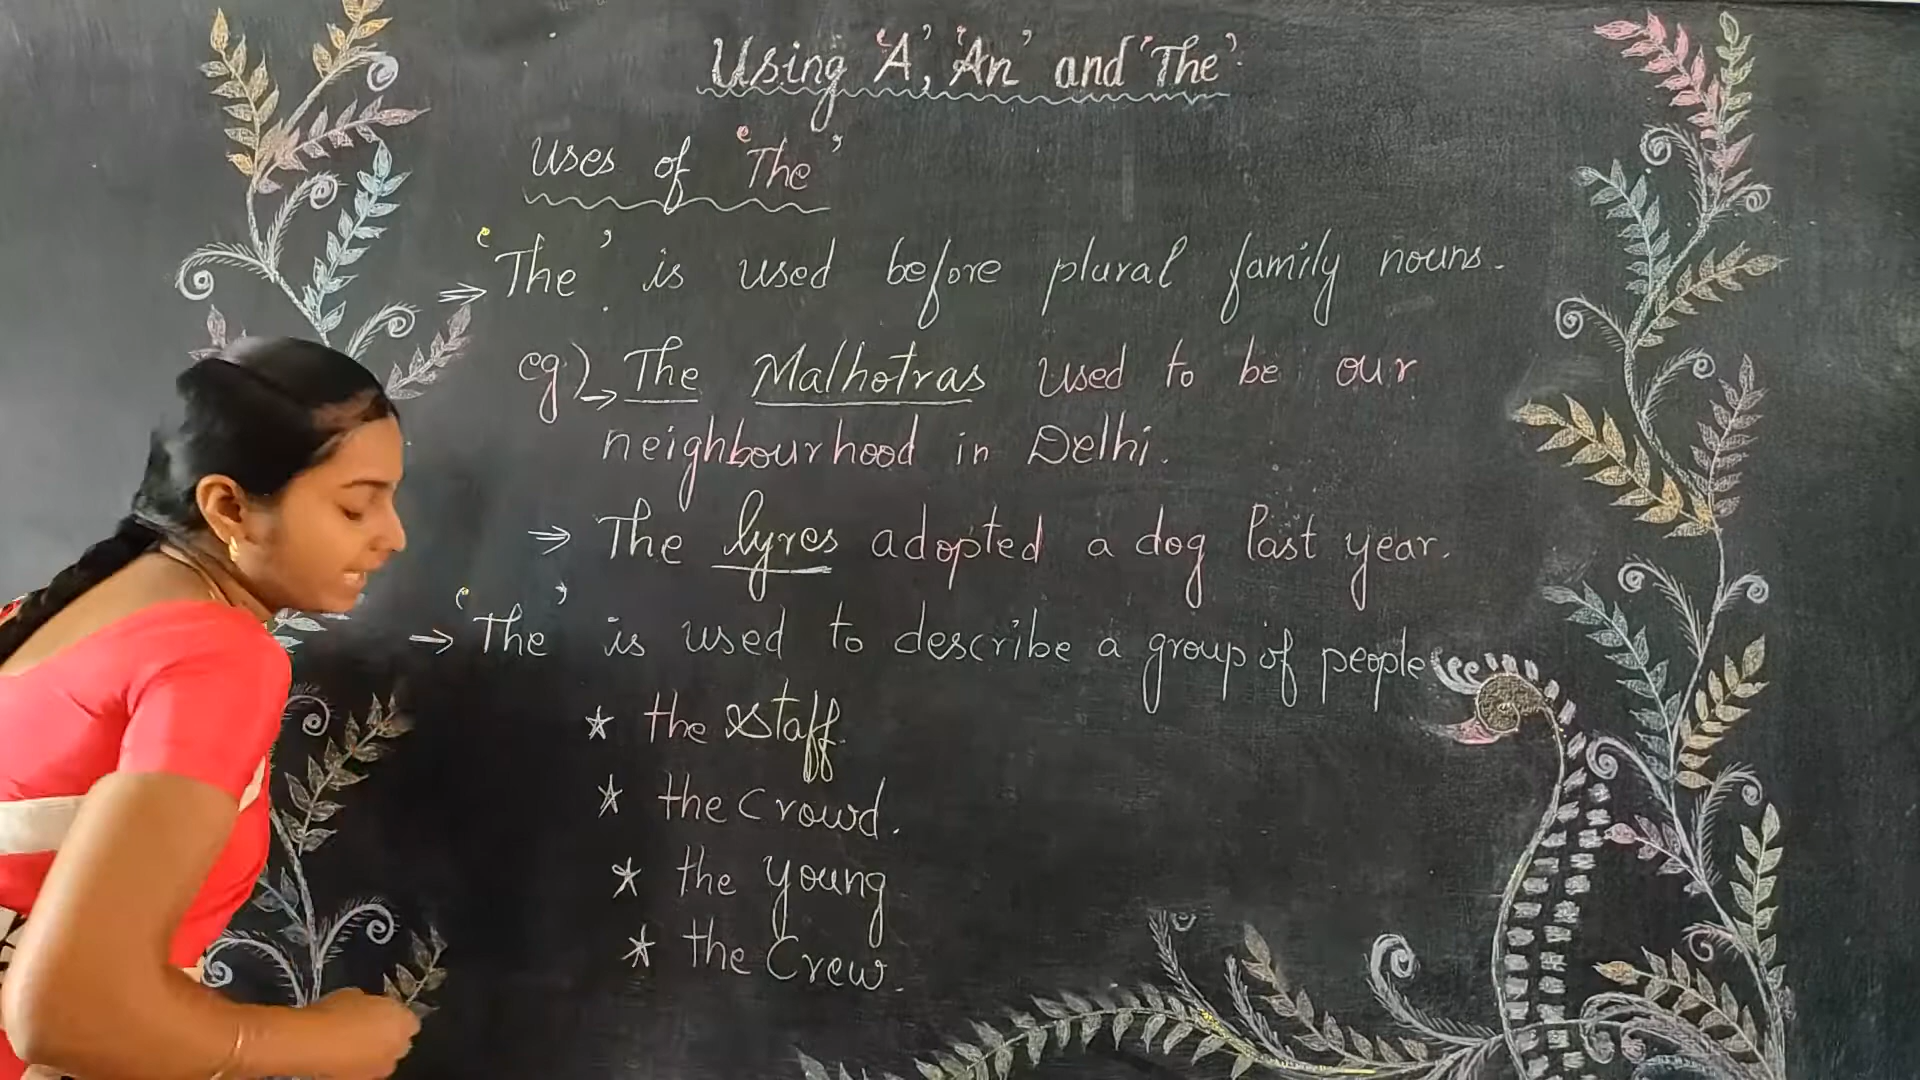 Using 'A', 'An' and 'The'
Uses of 'The'
⇒ 'The' is used before plural family nouns.
eg)→ The Malhotras used to be our
neighbourhood in Delhi.
⇒ The lyres adopted a dog last year.
→ 'The' is used to describe a group of people
* the staff.
* the Crowd.
* the young
* the Crew.